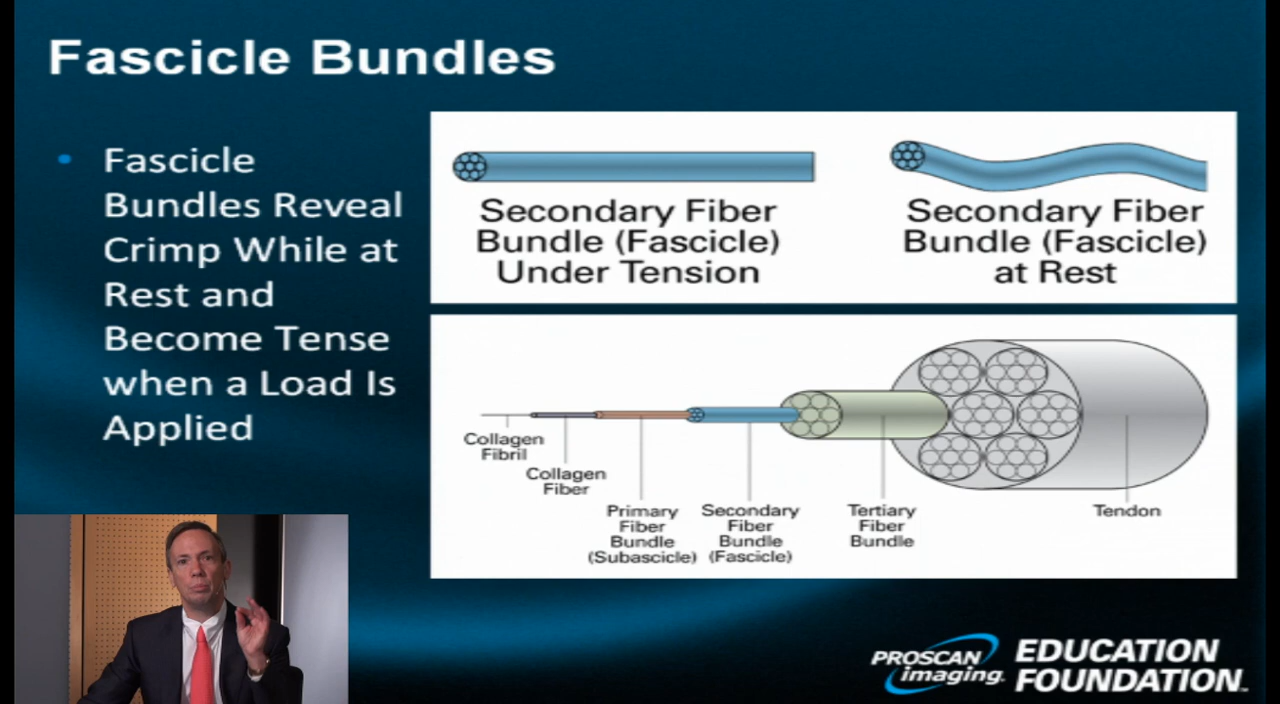 Fascicle Bundles
• Fascicle
Bundles Reveal
Crimp While at
Rest and
Become Tense
when a Load Is
Applied
Secondary Fiber
Bundle (Fascicle)
Under Tension
Secondary Fiber
Bundle (Fascicle)
at Rest
Collagen
Fibril
Collagen
Fiber
Primary
Fiber
Bundle
(Subascicle)
Secondary
Fiber
Bundle
(Fascicle)
Tertiary
Fiber
Bundle
Tendon
PROSCAN
imaging.
EDUCATION
FOUNDATION™